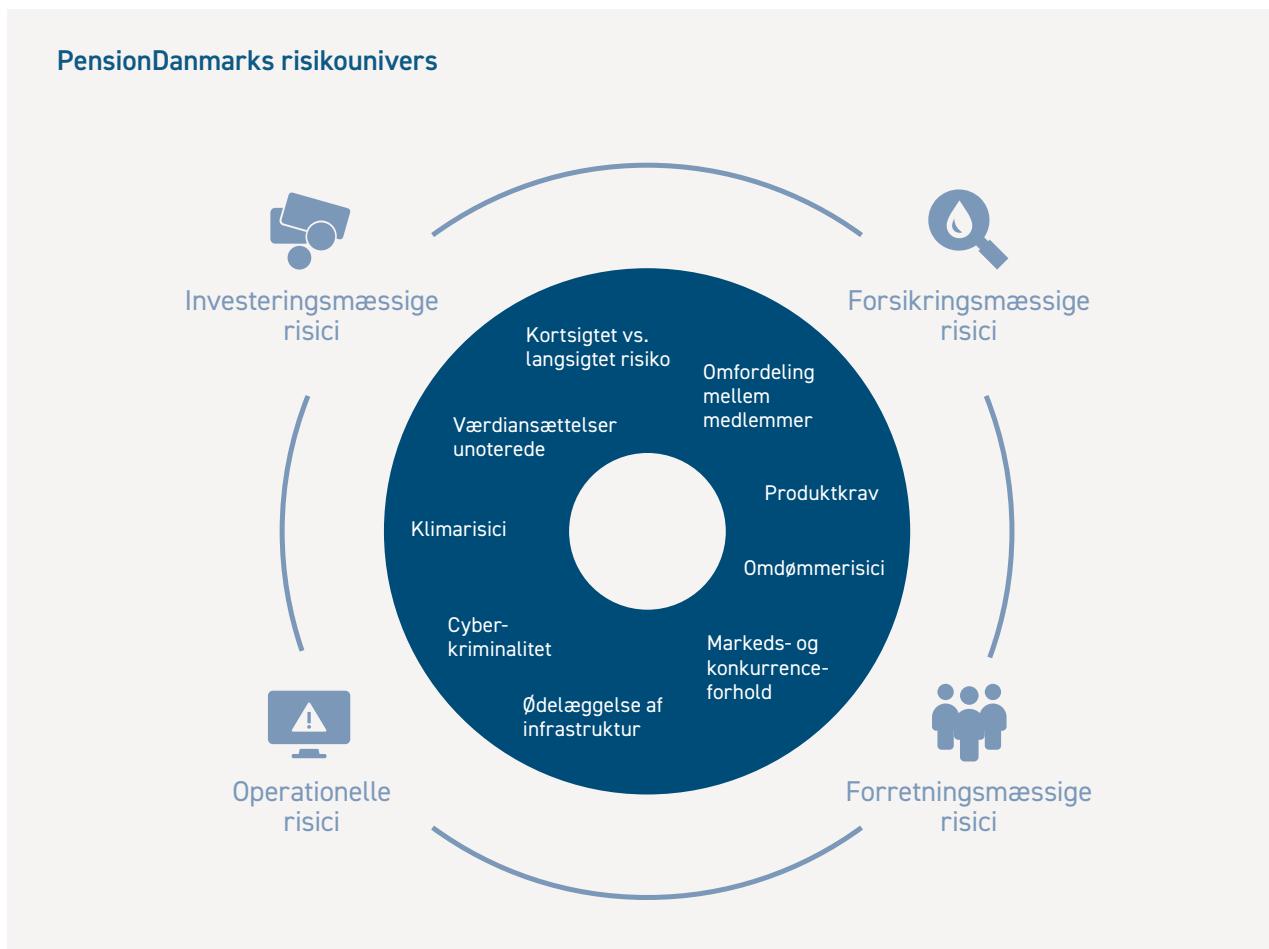 PensionDanmarks risikounivers
Investeringsmæssige
risici
Forsikringsmæssige
risici
Kortsigtet vs.
langsigtet risiko
Omfordeling
mellem
medlemmer
Værdiansættelser
unoterede
Produktkrav
Klimarisici
Omdømmerisici
Cyber-
kriminalitet
Markeds- og
konkurrence-
forhold
Ødelæggelse af
infrastruktur
Operationelle
risici
Forretningsmæssige
risici